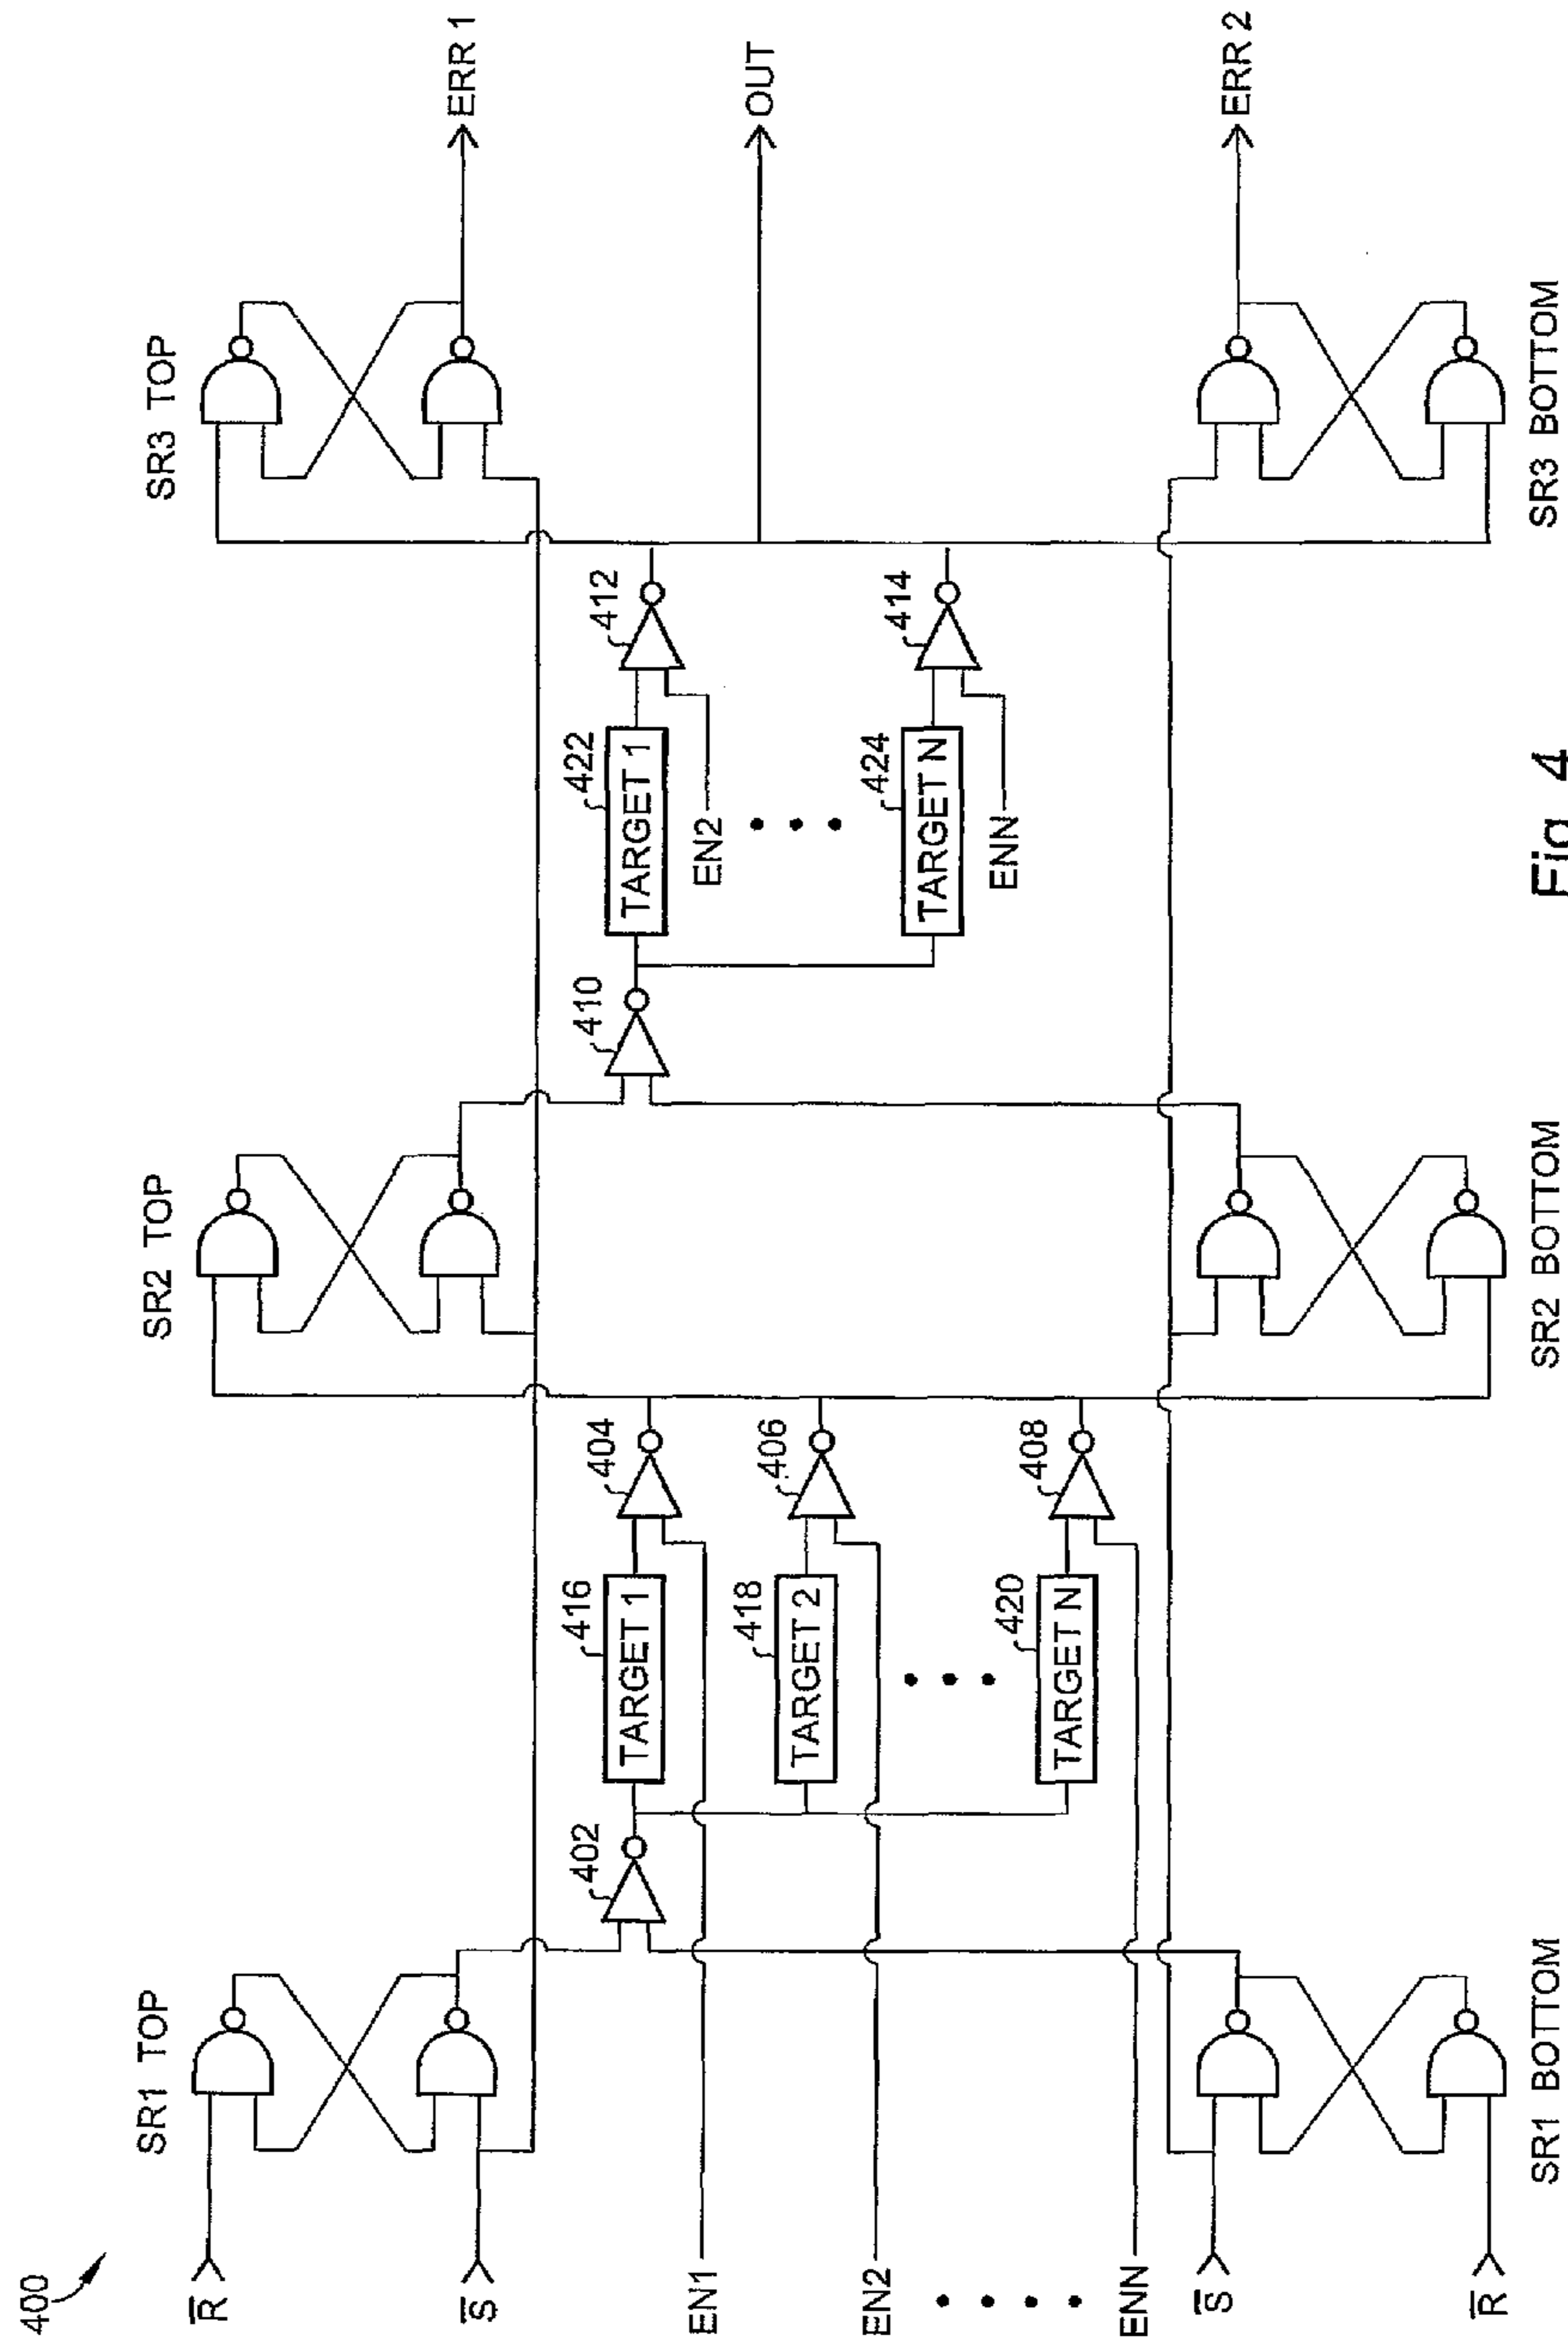 400
SR1 TOP
SR2 TOP
SR3 TOP
R
S
ERR 1
402
416
404
410
422
412
TARGET 1
TARGET 1
EN1
EN2
OUT
418
406
TARGET 2
EN2
424
414
TARGET N
ENN
420
408
TARGET N
ENN
S
ERR 2
R
SR1 BOTTOM
SR2 BOTTOM
SR3 BOTTOM
Fig. 4